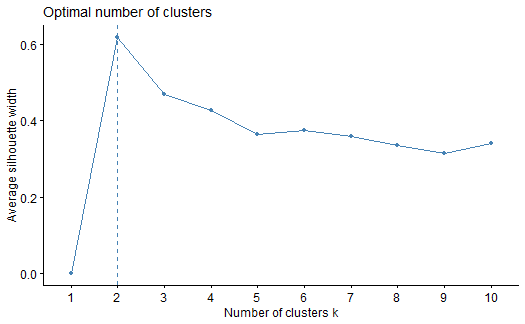 Optimal number of clusters
0.6
0.4
0.2
0.0
Average silhouette width
1 2 3 4 5 6 7 8 9 10
Number of clusters k